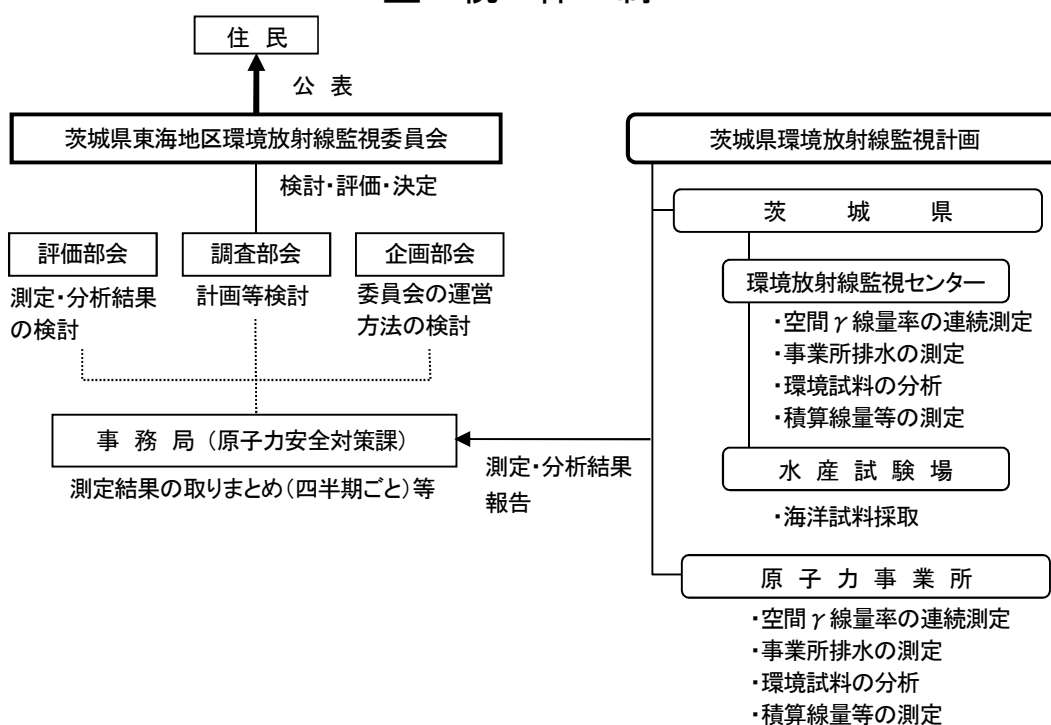 住 民
公 表
茨城県東海地区環境放射線監視委員会
検討・評価・決定
評価部会
測定・分析結果
の検討
調査部会
計画等検討
企画部会
委員会の運営
方法の検討
事 務 局 （原子力安全対策課）
測定結果の取りまとめ（四半期ごと）等
測定・分析結果
報告
茨城県環境放射線監視計画
茨 城 県
環境放射線監視センター
・空間γ線量率の連続測定
・事業所排水の測定
・環境試料の分析
・積算線量等の測定
水 産 試 験 場
・海洋試料採取
原 子 力 事 業 所
・空間γ線量率の連続測定
・事業所排水の測定
・環境試料の分析
・積算線量等の測定